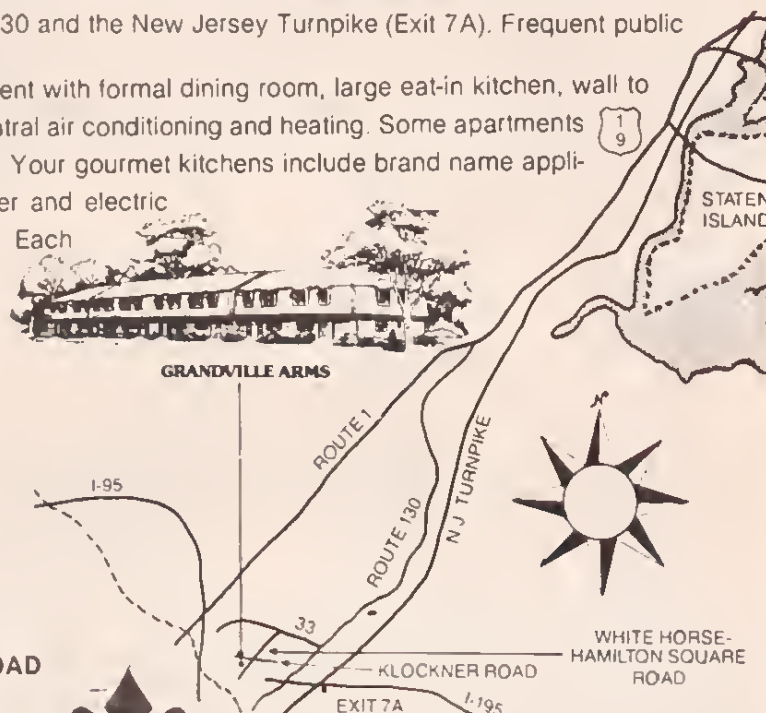 30 and the New Jersey Turnpike (Exit 7A). Frequent public
ent with formal dining room, large eat-in kitchen, wall to
tral air conditioning and heating. Some apartments
1
9
Your gourmet kitchens include brand name appli-
er and electric
Each
STATEN
ISLAND
GRANDVILLE ARMS
N
ROUTE 1
I-95
N J TURNPIKE
ROUTE 130
33
WHITE HORSE-
HAMILTON SQUARE
ROAD
KLOCKNER ROAD
OAD
EXIT 7A
I-195